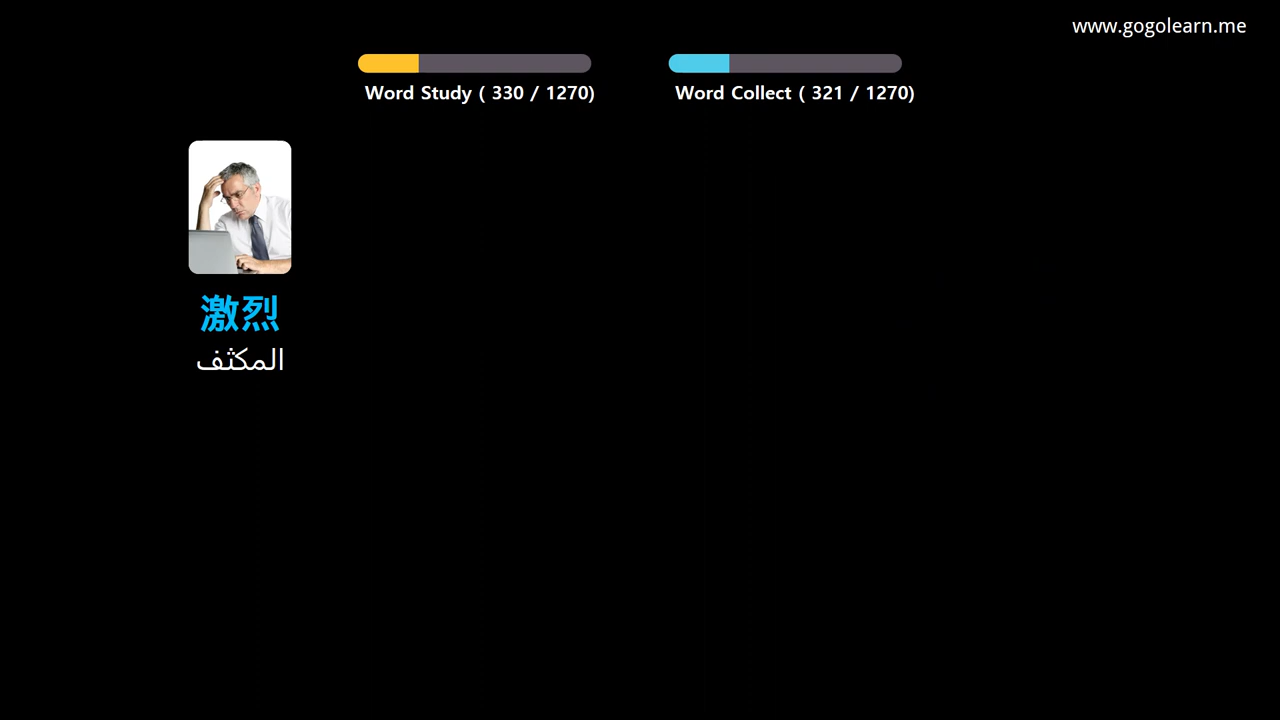 www.gogolearn.me
Word Study ( 330 / 1270)
Word Collect ( 321 / 1270)
激烈
المكثف